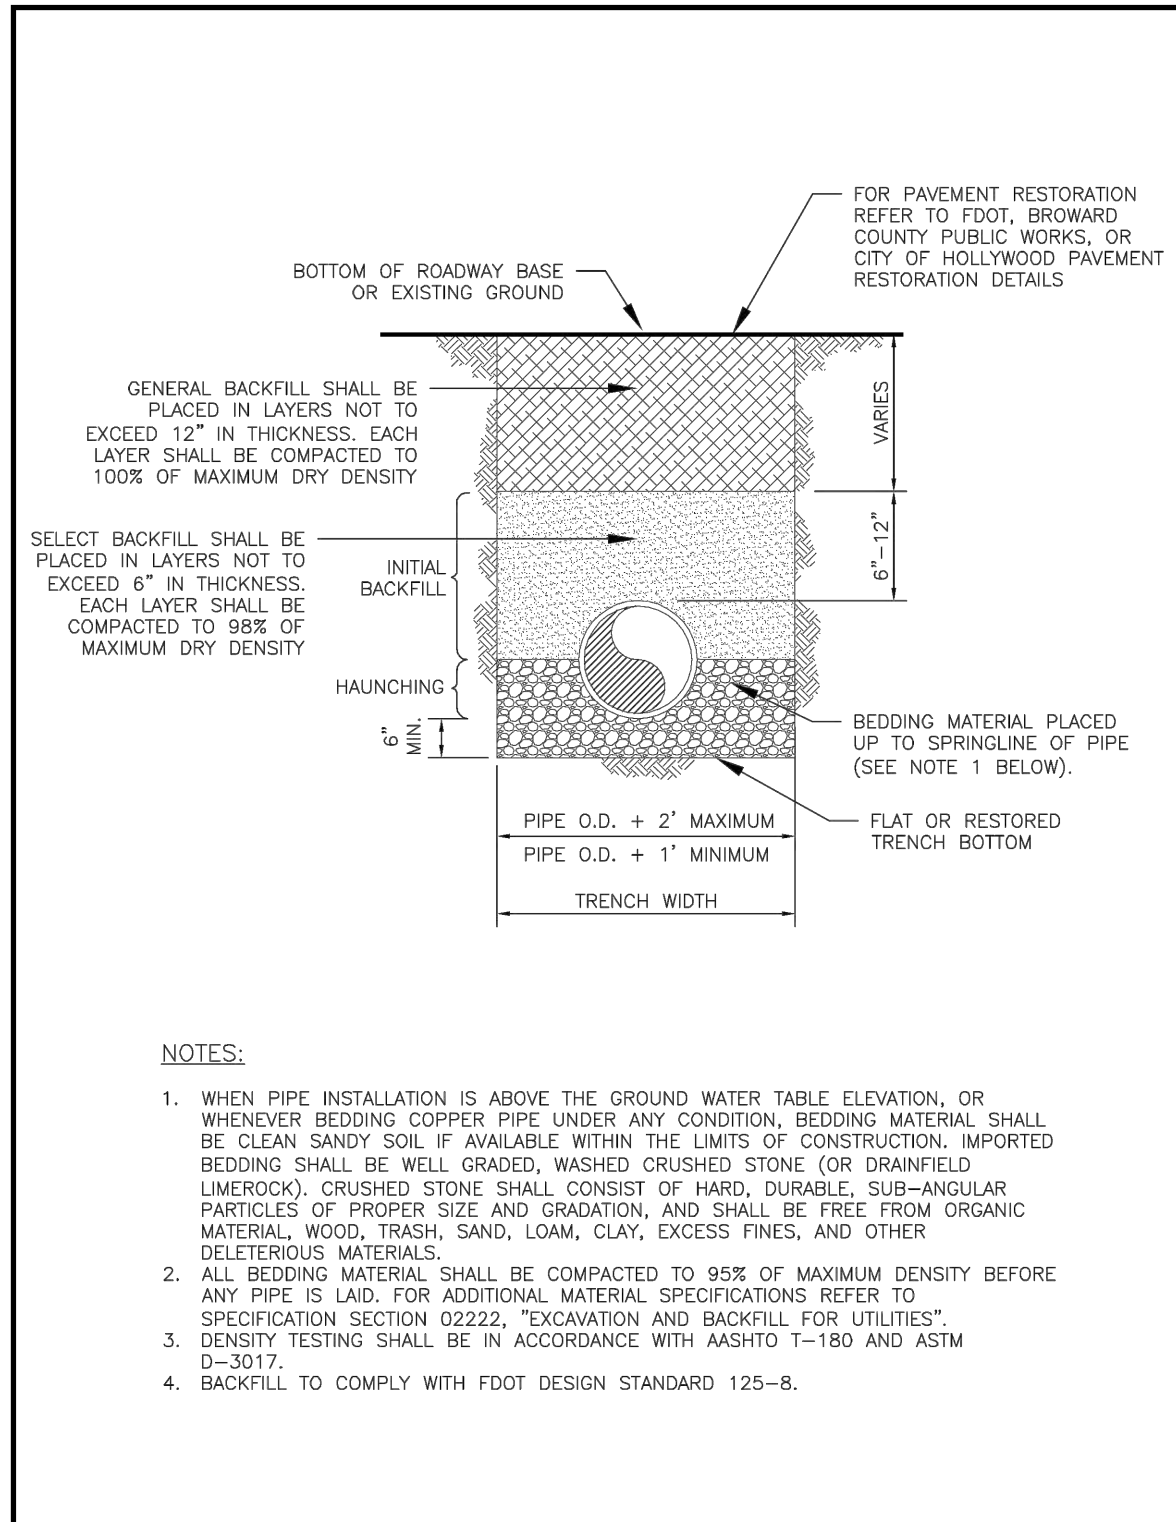 FOR PAVEMENT RESTORATION
REFER TO FDOT, BROWARD
COUNTY PUBLIC WORKS, OR
CITY OF HOLLYWOOD PAVEMENT
RESTORATION DETAILS
BOTTOM OF ROADWAY BASE
OR EXISTING GROUND
GENERAL BACKFILL SHALL BE
PLACED IN LAYERS NOT TO
EXCEED 12" IN THICKNESS. EACH
LAYER SHALL BE COMPACTED TO
100% OF MAXIMUM DRY DENSITY
VARIES
SELECT BACKFILL SHALL BE
PLACED IN LAYERS NOT TO
EXCEED 6" IN THICKNESS.
EACH LAYER SHALL BE
COMPACTED TO 98% OF
MAXIMUM DRY DENSITY
INITIAL
BACKFILL
6"-12"
HAUNCHING
6"
MIN.
BEDDING MATERIAL PLACED
UP TO SPRINGLINE OF PIPE
(SEE NOTE 1 BELOW).
FLAT OR RESTORED
TRENCH BOTTOM
PIPE O.D. + 2' MAXIMUM
PIPE O.D. + 1' MINIMUM
TRENCH WIDTH
NOTES:
1. WHEN PIPE INSTALLATION IS ABOVE THE GROUND WATER TABLE ELEVATION, OR
WHENEVER BEDDING COPPER PIPE UNDER ANY CONDITION, BEDDING MATERIAL SHALL
BE CLEAN SANDY SOIL IF AVAILABLE WITHIN THE LIMITS OF CONSTRUCTION. IMPORTED
BEDDING SHALL BE WELL GRADED, WASHED CRUSHED STONE (OR DRAINFIELD
LIMEROCK). CRUSHED STONE SHALL CONSIST OF HARD, DURABLE, SUB-ANGULAR
PARTICLES OF PROPER SIZE AND GRADATION, AND SHALL BE FREE FROM ORGANIC
MATERIAL, WOOD, TRASH, SAND, LOAM, CLAY, EXCESS FINES, AND OTHER
DELETERIOUS MATERIALS.
2. ALL BEDDING MATERIAL SHALL BE COMPACTED TO 95% OF MAXIMUM DENSITY BEFORE
ANY PIPE IS LAID. FOR ADDITIONAL MATERIAL SPECIFICATIONS REFER TO
SPECIFICATION SECTION 02222, "EXCAVATION AND BACKFILL FOR UTILITIES".
3. DENSITY TESTING SHALL BE IN ACCORDANCE WITH AASHTO T-180 AND ASTM
D-3017.
4. BACKFILL TO COMPLY WITH FDOT DESIGN STANDARD 125-8.